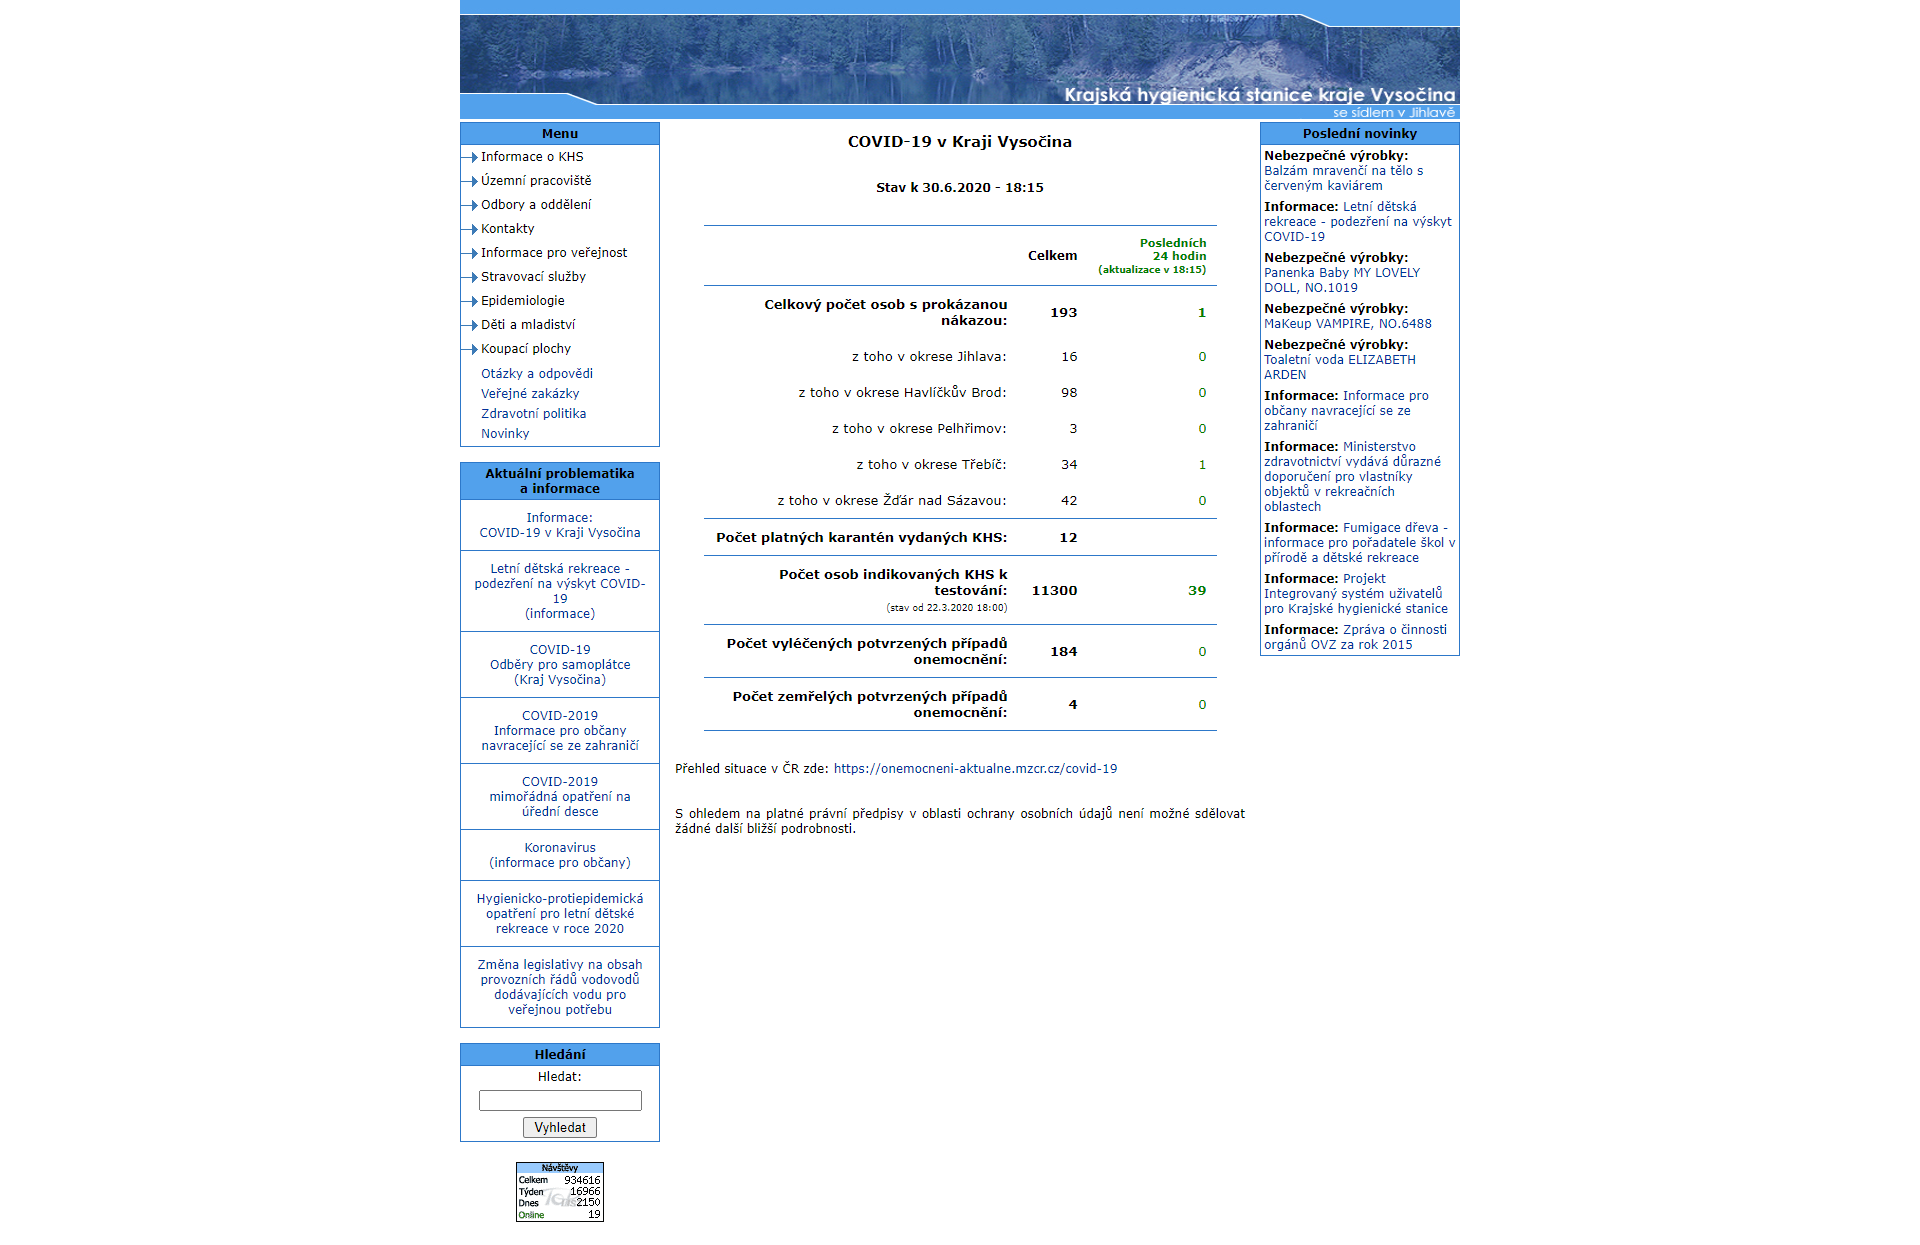 Krajská hygienická stanice kraje Vysočina
se sídlem v Jihlavě
Menu
Informace o KHS
Územní pracoviště
Odbory a oddělení
Kontakty
Informace pro veřejnost
Stravovací služby
Epidemiologie
Děti a mladiství
Koupací plochy
Otázky a odpovědi
Veřejné zakázky
Zdravotní politika
Novinky
Aktuální problematika
a informace
Informace:
COVID-19 v Kraji Vysočina
Letní dětská rekreace -
podezření na výskyt COVID-
19
(informace)
COVID-19
Odběry pro samoplátce
(Kraj Vysočina)
COVID-2019
Informace pro občany
navracející se ze zahraničí
COVID-2019
mimořádná opatření na
úřední desce
Koronavirus
(informace pro občany)
Hygienicko-protiepidemická
opatření pro letní dětské
rekreace v roce 2020
Změna legislativy na obsah
provozních řádů vodovodů
dodávajících vodu pro
veřejnou potřebu
Hledání
Hledat:
Vyhledat
Návštěvy
Celkem 934616
Týden 16966
Dnes 2150
Online 19
COVID-19 v Kraji Vysočina
Stav k 30.6.2020 - 18:15
Celkem
Posledních
24 hodin
(aktualizace v 18:15)
Celkový počet osob s prokázanou
nákazou: 193 1
z toho v okrese Jihlava: 16 0
z toho v okrese Havlíčkův Brod: 98 0
z toho v okrese Pelhřimov: 3 0
z toho v okrese Třebíč: 34 1
z toho v okrese Žďár nad Sázavou: 42 0
Počet platných karantén vydaných KHS: 12
Počet osob indikovaných KHS k
testování: 11300 39
(stav od 22.3.2020 18:00)
Počet vyléčených potvrzených případů
onemocnění: 184 0
Počet zemřelých potvrzených případů
onemocnění: 4 0
Přehled situace v ČR zde: https://onemocneni-aktualne.mzcr.cz/covid-19
S ohledem na platné právní předpisy v oblasti ochrany osobních údajů není možné sdělovat
žádné další bližší podrobnosti.
Poslední novinky
Nebezpečné výrobky:
Balzám mravenčí na tělo s
červeným kaviárem
Informace: Letní dětská
rekreace - podezření na výskyt
COVID-19
Nebezpečné výrobky:
Panenka Baby MY LOVELY
DOLL, NO.1019
Nebezpečné výrobky:
MaKeup VAMPIRE, NO.6488
Nebezpečné výrobky:
Toaletní voda ELIZABETH
ARDEN
Informace: Informace pro
občany navracející se ze
zahraničí
Informace: Ministerstvo
zdravotnictví vydává důrazné
doporučení pro vlastníky
objektů v rekreačních
oblastech
Informace: Fumigace dřeva -
informace pro pořadatele škol v
přírodě a dětské rekreace
Informace: Projekt
Integrovaný systém uživatelů
pro Krajské hygienické stanice
Informace: Zpráva o činnosti
orgánů OVZ za rok 2015